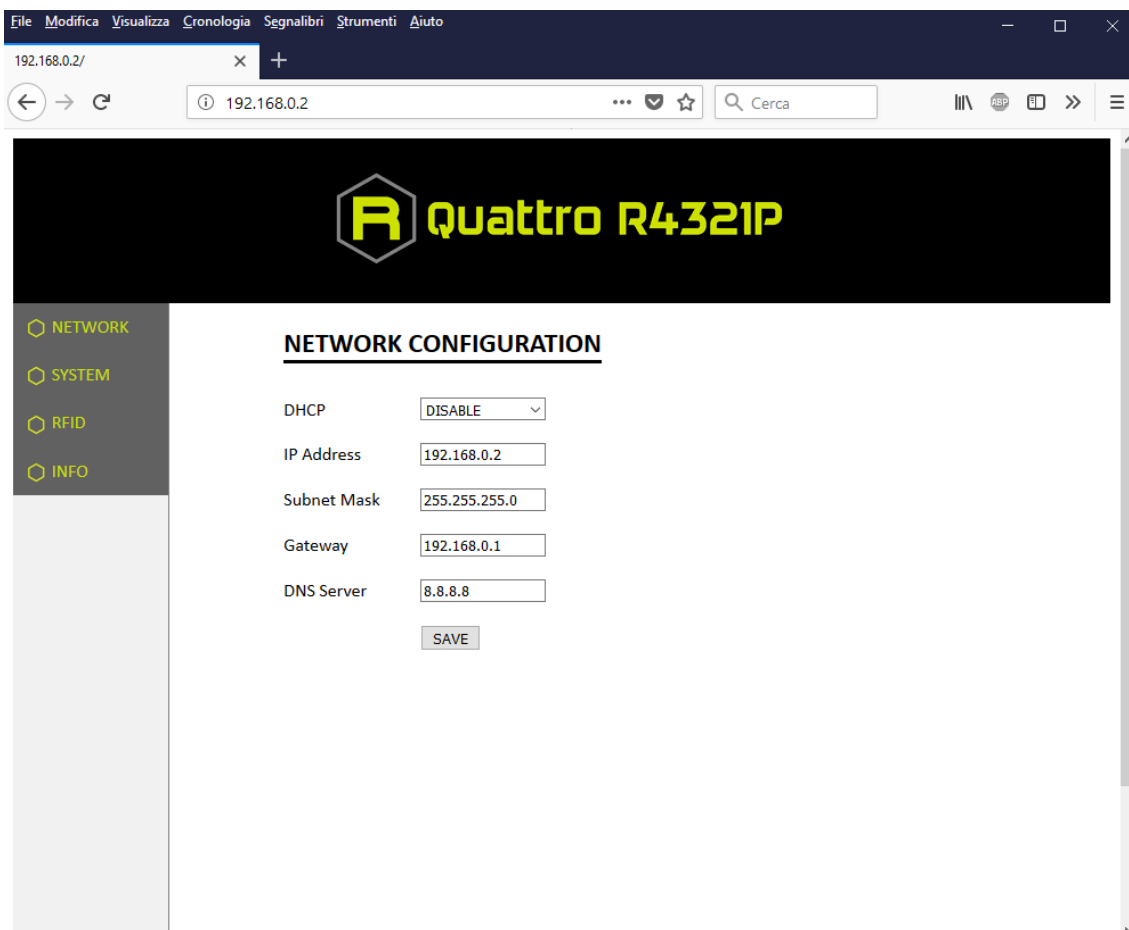 File Modifica Visualizza Cronologia Segnalibri Strumenti Aiuto
192.168.0.2/
192.168.0.2
Cerca
ABP
R Quattro R4321P
NETWORK
SYSTEM
RFID
INFO
NETWORK CONFIGURATION
DHCP DISABLE
IP Address 192.168.0.2
Subnet Mask 255.255.255.0
Gateway 192.168.0.1
DNS Server 8.8.8.8
SAVE